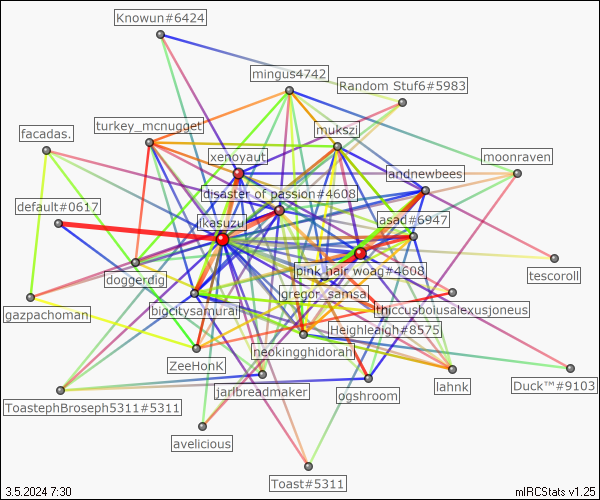 Knowun#6424
mingus4742
Random Stuf6#5983
turkey_mcnugget
mukszi
facadas.
xenoyaut
moonraven
andnewbees
disaster of passion#4608
default#0617
jkasuzu
asad#6947
pink hair woag#4608
tescoroll
doggerdig
gregor_samsa
gazpachoman
bigcitysamurai
thiccusbolusalexusjoneus
Heighleaigh#8575
neokingghidorah
ZeeHonK
lahnk
Duck™#9103
jarlbreadmaker
ogshroom
ToastephBroseph5311#5311
avelicious
Toast#5311
3.5.2024 7:30
mIRCStats v1.25